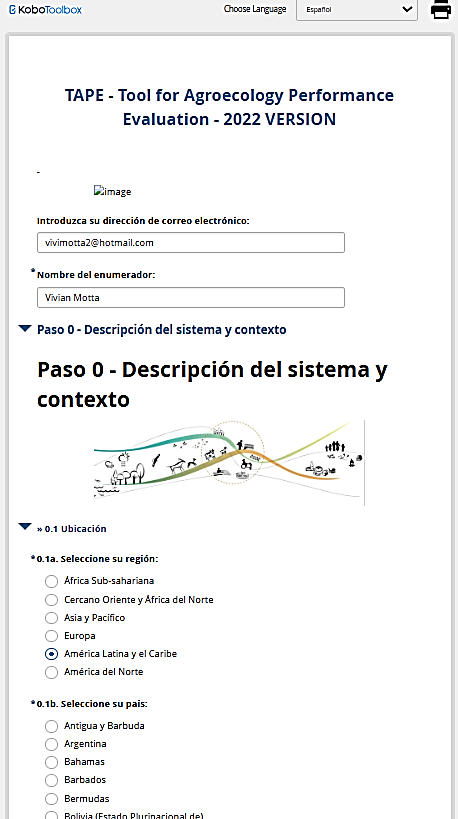 KoboToolbox
Choose Language
Español
TAPE - Tool for Agroecology Performance
Evaluation - 2022 VERSION
-
image
Introduzca su dirección de correo electrónico:
vivimotta2@hotmail.com
* Nombre del enumerador:
Vivian Motta
Paso 0 - Descripción del sistema y contexto
Paso 0 - Descripción del sistema y
contexto
» 0.1 Ubicación
* 0.1a. Seleccione su región:
África Sub-sahariana
Cercano Oriente y África del Norte
Asia y Pacífico
Europa
América Latina y el Caribe
América del Norte
* 0.1b. Seleccione su país:
Antigua y Barbuda
Argentina
Bahamas
Barbados
Bermudas
Bolivia (Estado Plurinacional de)